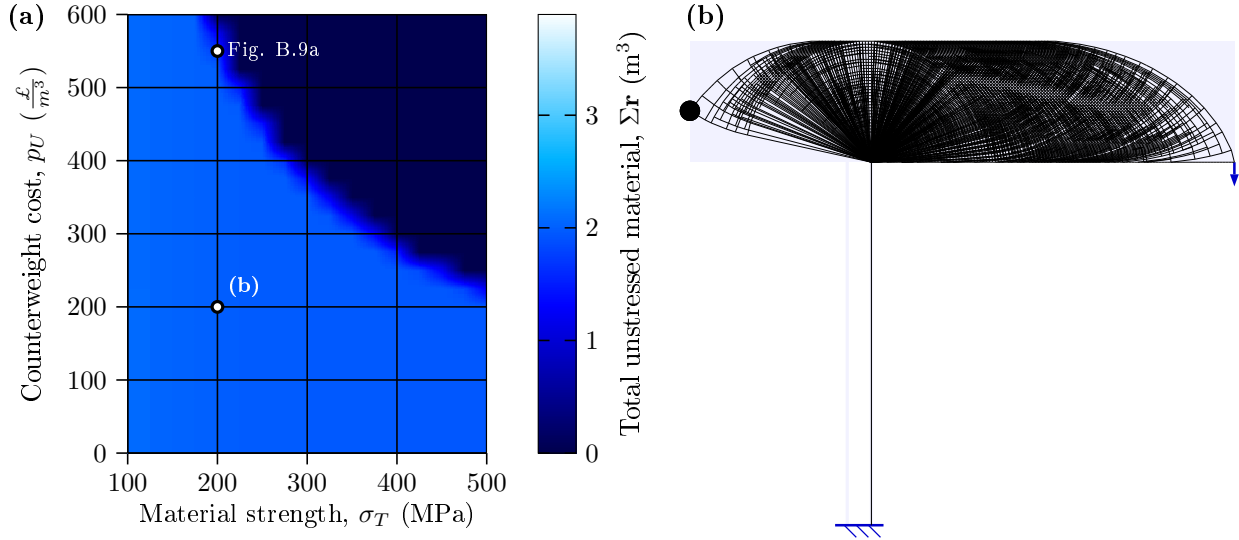 (a)
600
500
400
300
200
100
0
Counterweight cost, p_U (£/m³)
Fig. B.9a
(b)
100 200 300 400 500
Material strength, σ_T (MPa)
3
2
1
0
Total unstressed material, Σr (m³)
(b)